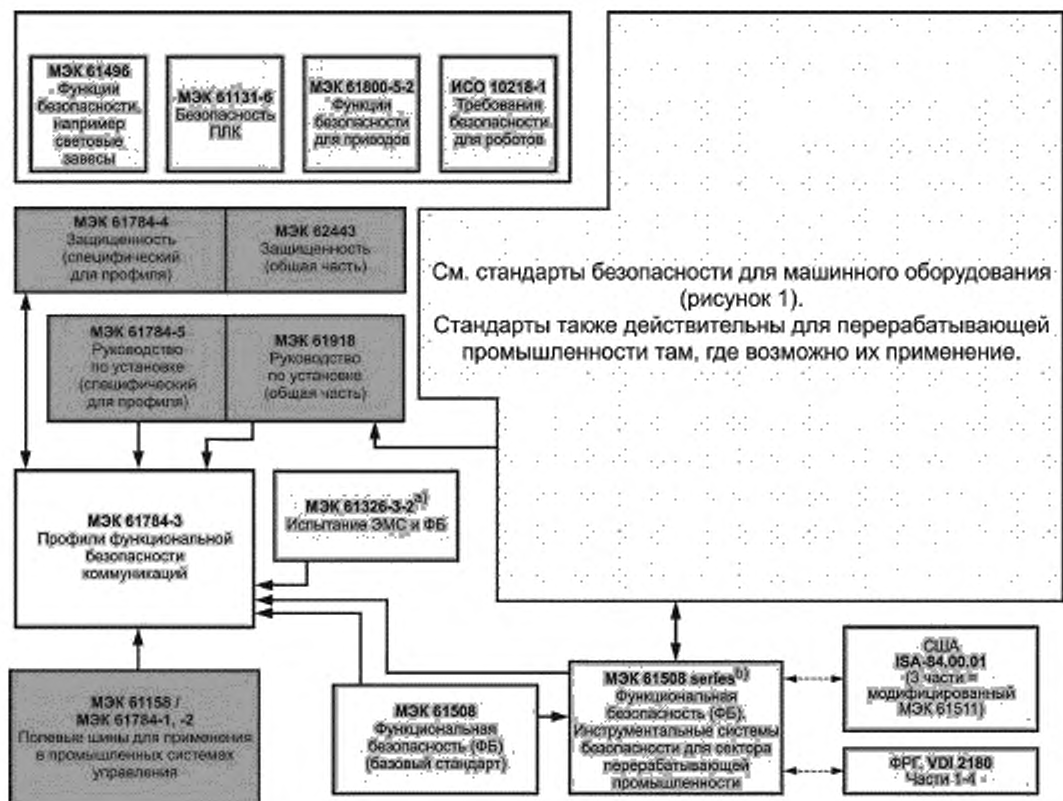 МЭК 61496
Функции
безопасности,
например
световые
завесы
МЭК 61131-6
Безопасность
ПЛК
МЭК 61800-5-2
Функции
безопасности
для приводов
ИСО 10218-1
Требования
безопасности
для роботов
МЭК 61784-4
Защищенность
(специфический
для профиля)
МЭК 62443
Защищенность
(общая часть)
См. стандарты безопасности для машинного оборудования
(рисунок 1).
Стандарты также действительны для перерабатывающей
промышленности там, где возможно их применение.
МЭК 61784-5
Руководство
по установке
(специфический
для профиля)
МЭК 61918
Руководство
по установке
(общая часть)
МЭК 61784-3
Профили функциональной
безопасности
коммуникаций
МЭК 61326-3-2a)
Испытание ЭМС и ФБ
МЭК 61158 /
МЭК 61784-1, -2
Полевые шины для применения
в промышленных системах
управления
МЭК 61508
Функциональная
безопасность (ФБ)
(базовый стандарт)
МЭК 61508 seriesb)
Функциональная
безопасность (ФБ).
Инструментальные системы
безопасности для сектора
перерабатывающей
промышленности
США
ISA-84.00.01
(3 части =
модифицированный
МЭК 61511)
ФРГ, VDI 2180
Части 1-4